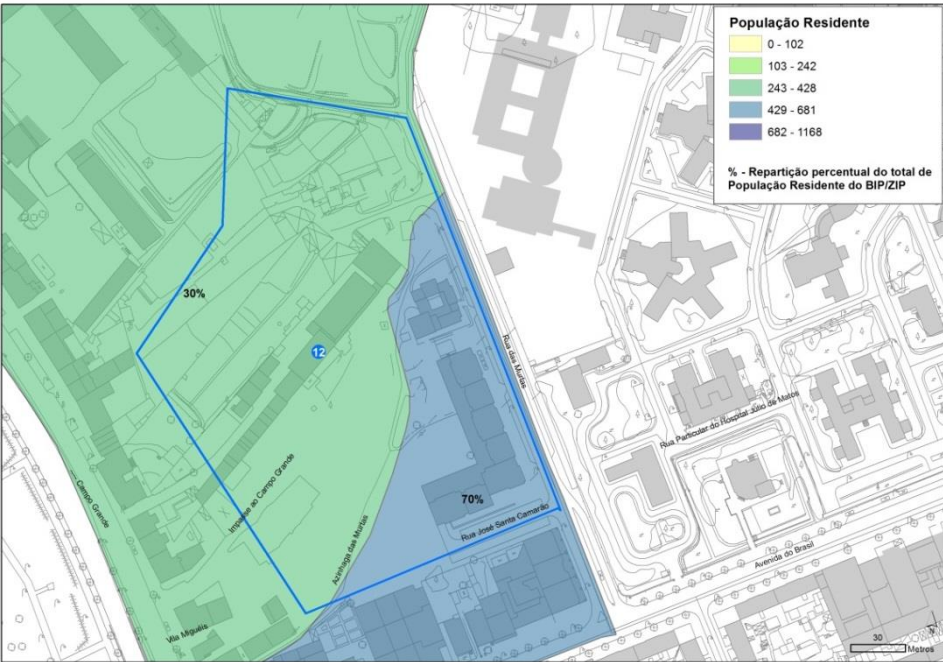 População Residente
0 - 102
103 - 242
243 - 428
429 - 681
682 - 1168
% - Repartição percentual do total de
População Residente do BIP/ZIP
30%
12
Rua das Murtas
Rua Particular do Hospital Júlio de Matos
Campo Grande
Impasse ao Campo Grande
70%
Azinhaga das Murtas
Rua José Santa Camarão
Avenida do Brasil
Vila Miguéis
N
30
Metros